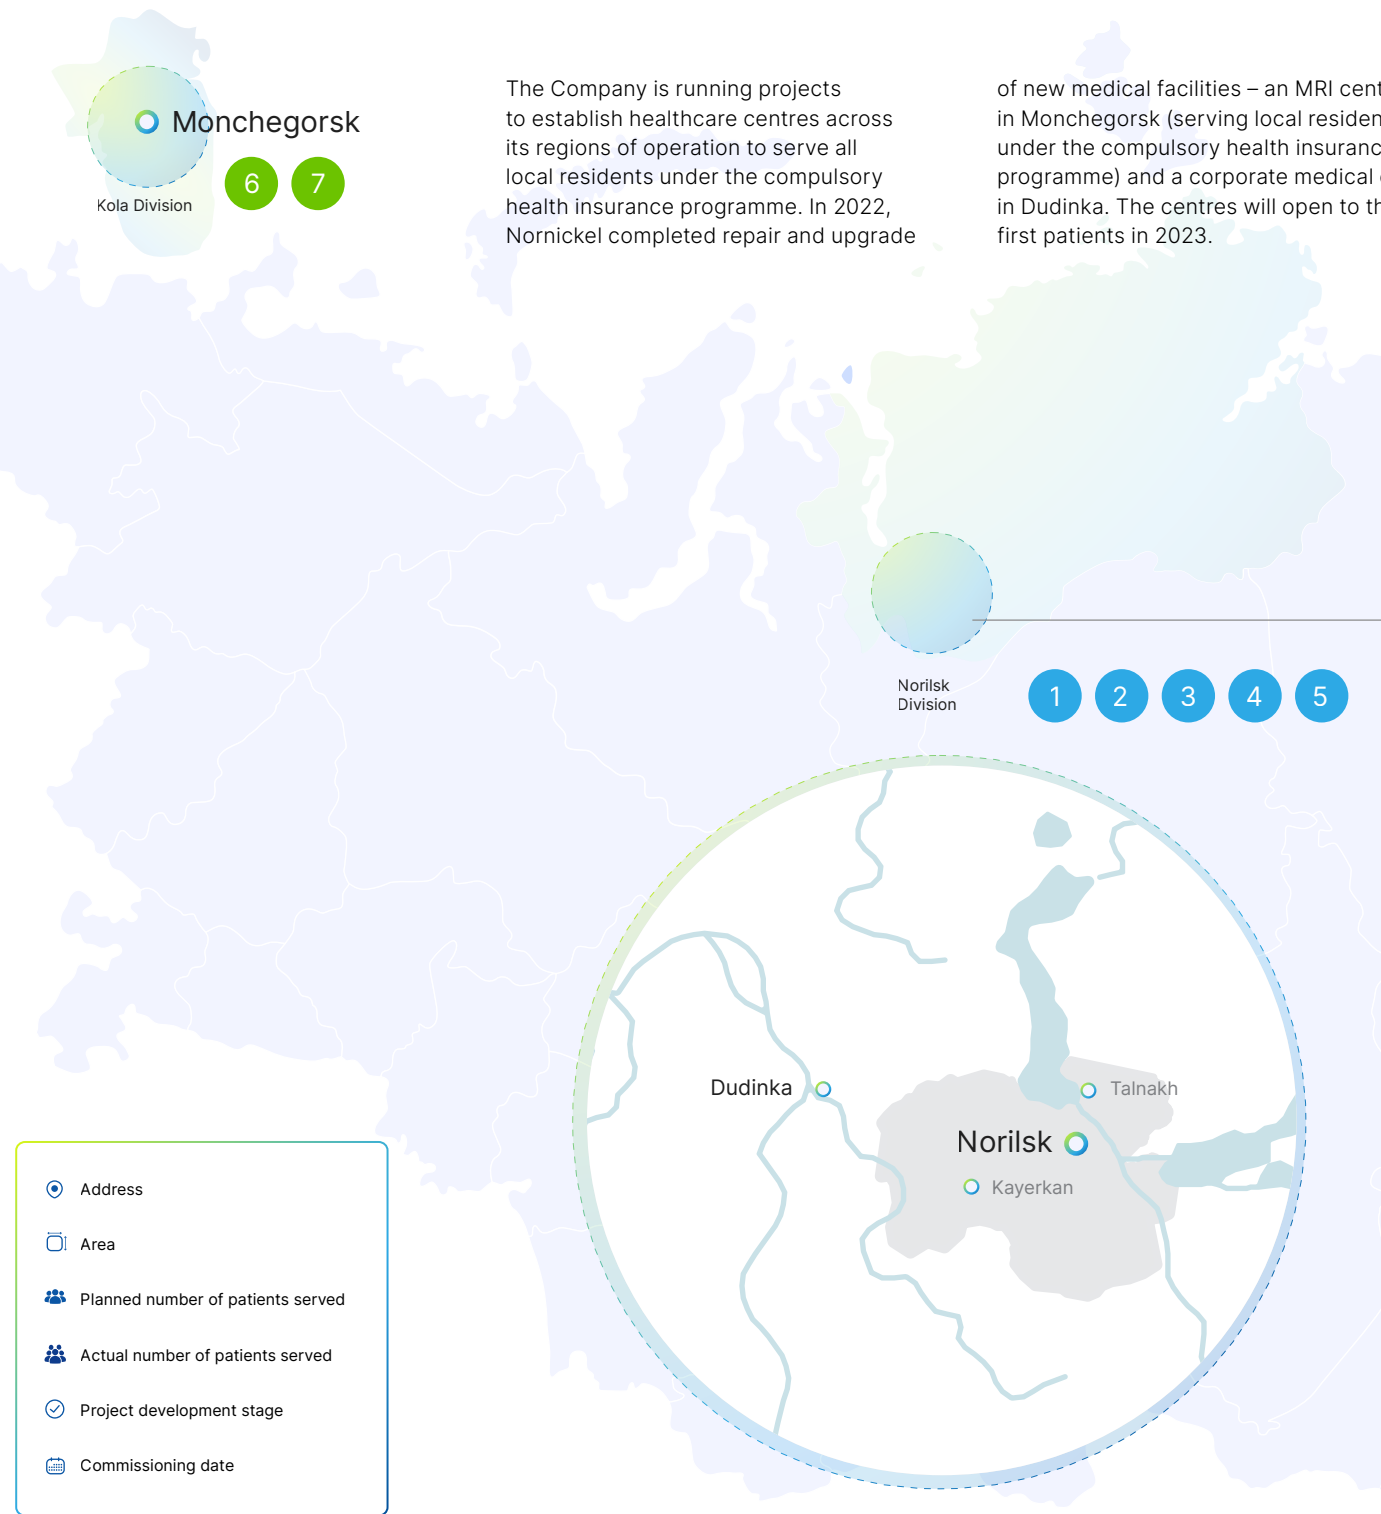 Monchegorsk
6 7
Kola Division
The Company is running projects
to establish healthcare centres across
its regions of operation to serve all
local residents under the compulsory
health insurance programme. In 2022,
Nornickel completed repair and upgrade
of new medical facilities – an MRI
in Monchegorsk (serving local
under the compulsory health
programme) and a corporate medical
in Dudinka. The centres will open to
first patients in 2023.
Norilsk
Division
1 2 3 4 5
Dudinka
Talnakh
Norilsk
Kayerkan
Address
Area
Planned number of patients served
Actual number of patients served
Project development stage
Commissioning date